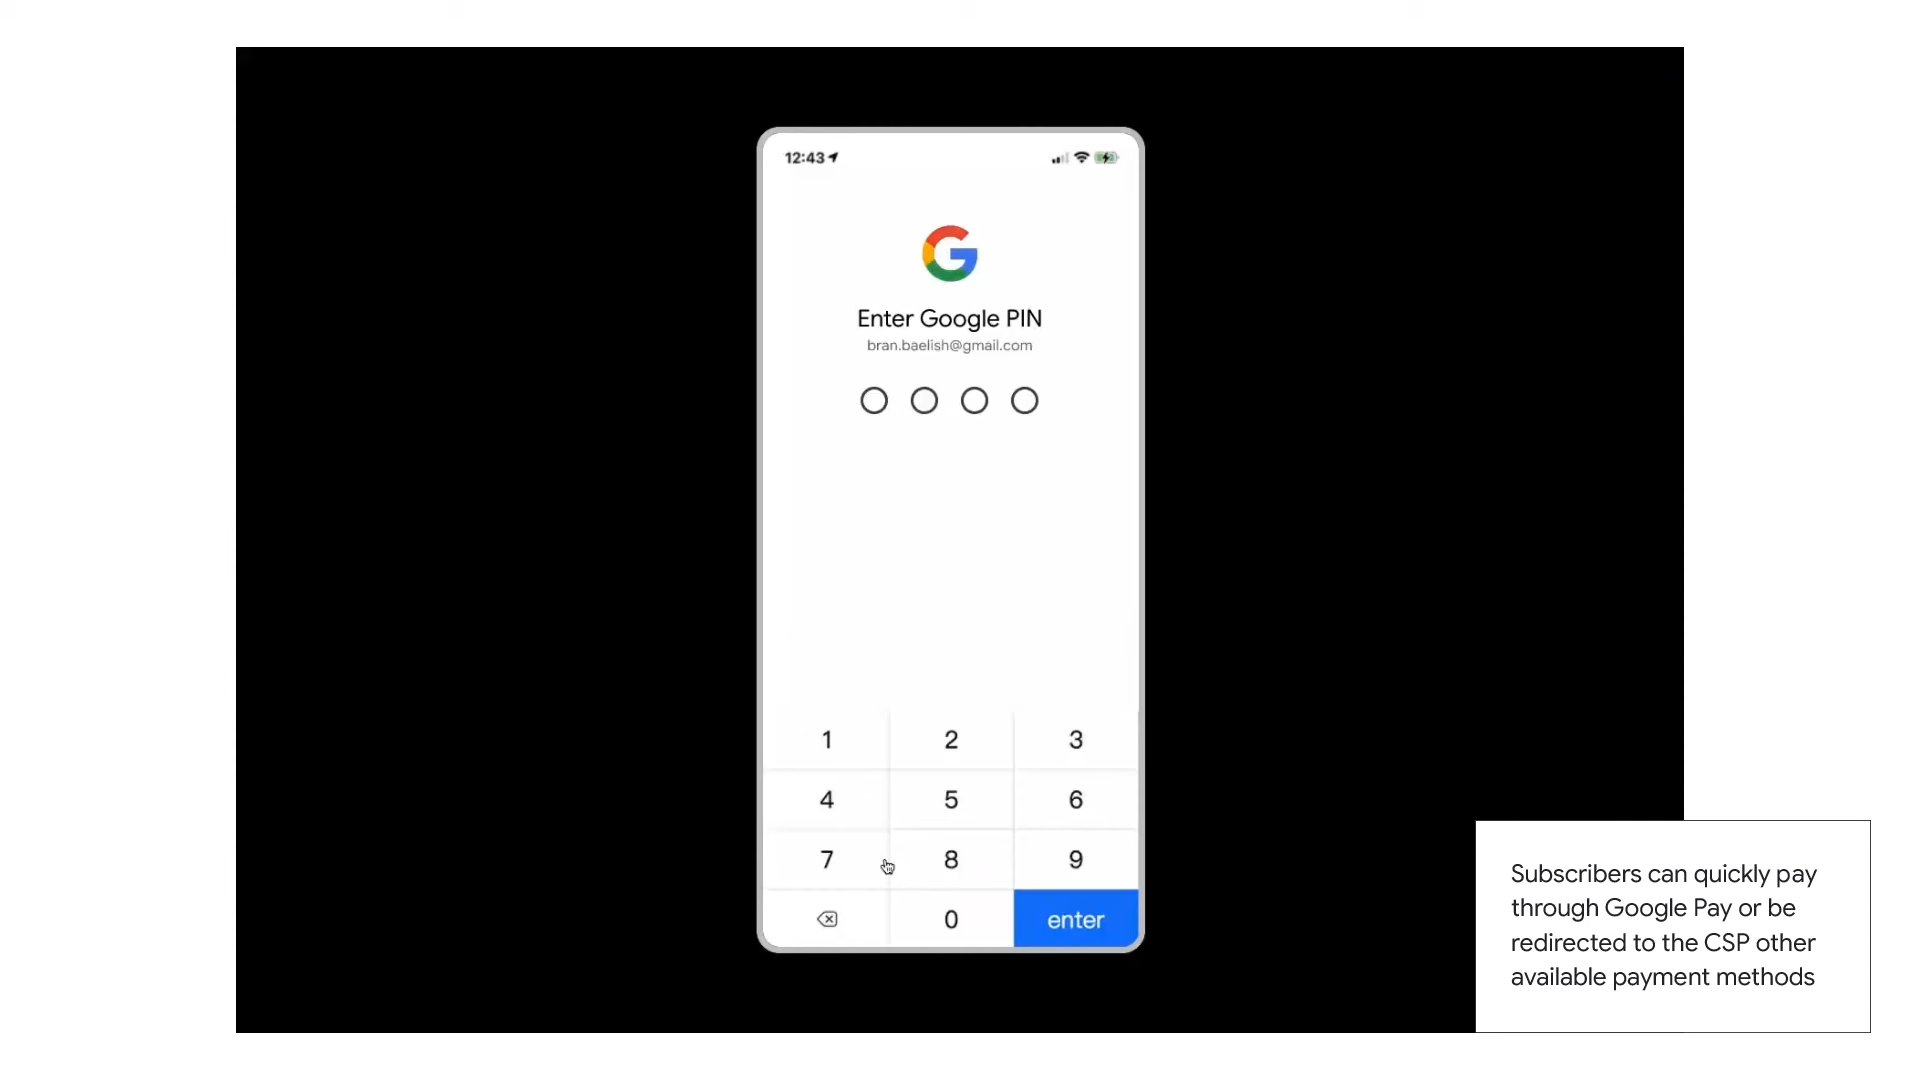 12:43
Enter Google PIN
bran.baelish@gmail.com
1 2 3
4 5 6
7 8 9
0 enter
Subscribers can quickly pay
through Google Pay or be
redirected to the CSP other
available payment methods